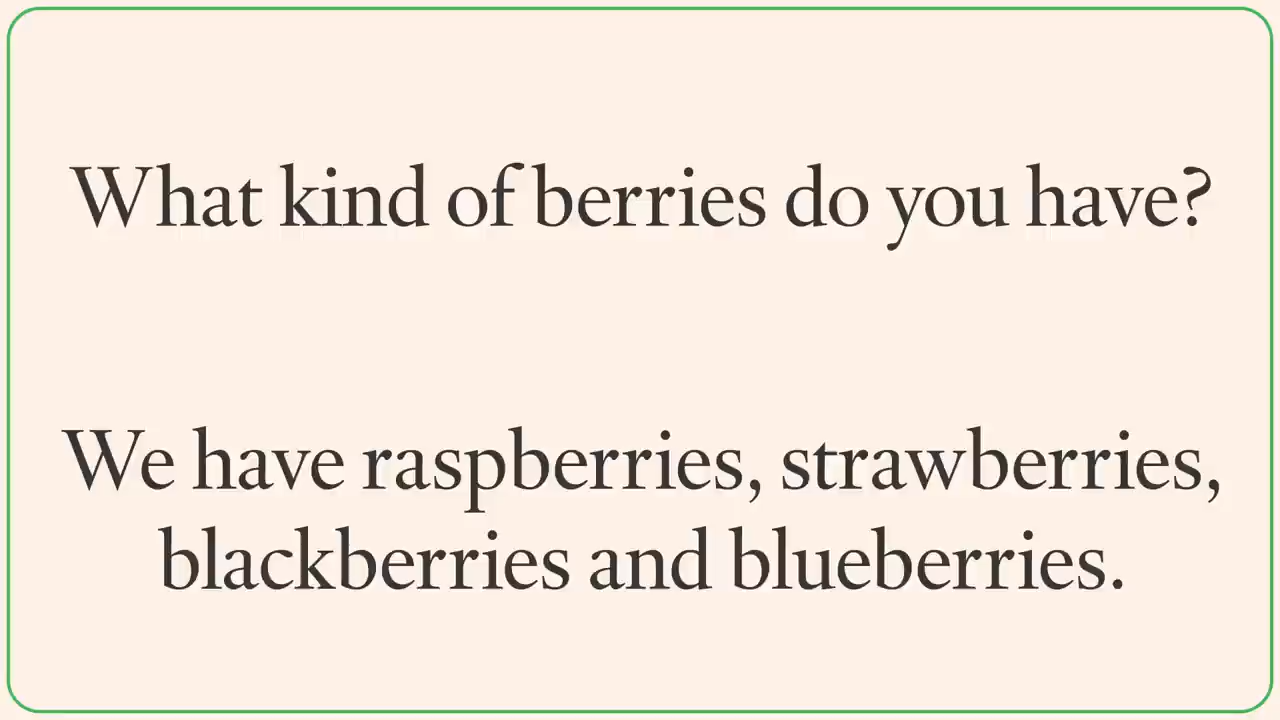 What kind of berries do you have?
We have raspberries, strawberries,
blackberries and blueberries.